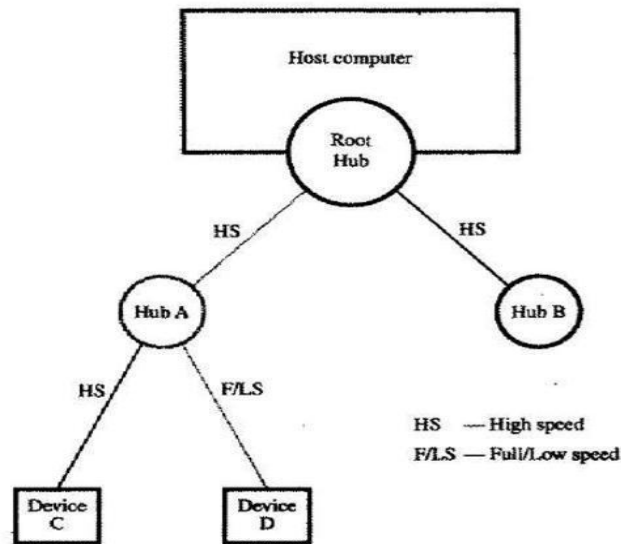 Host computer
Root
Hub
HS
HS
Hub A
Hub B
HS
F/LS
HS — High speed
F/LS — Full/Low speed
Device
C
Device
D